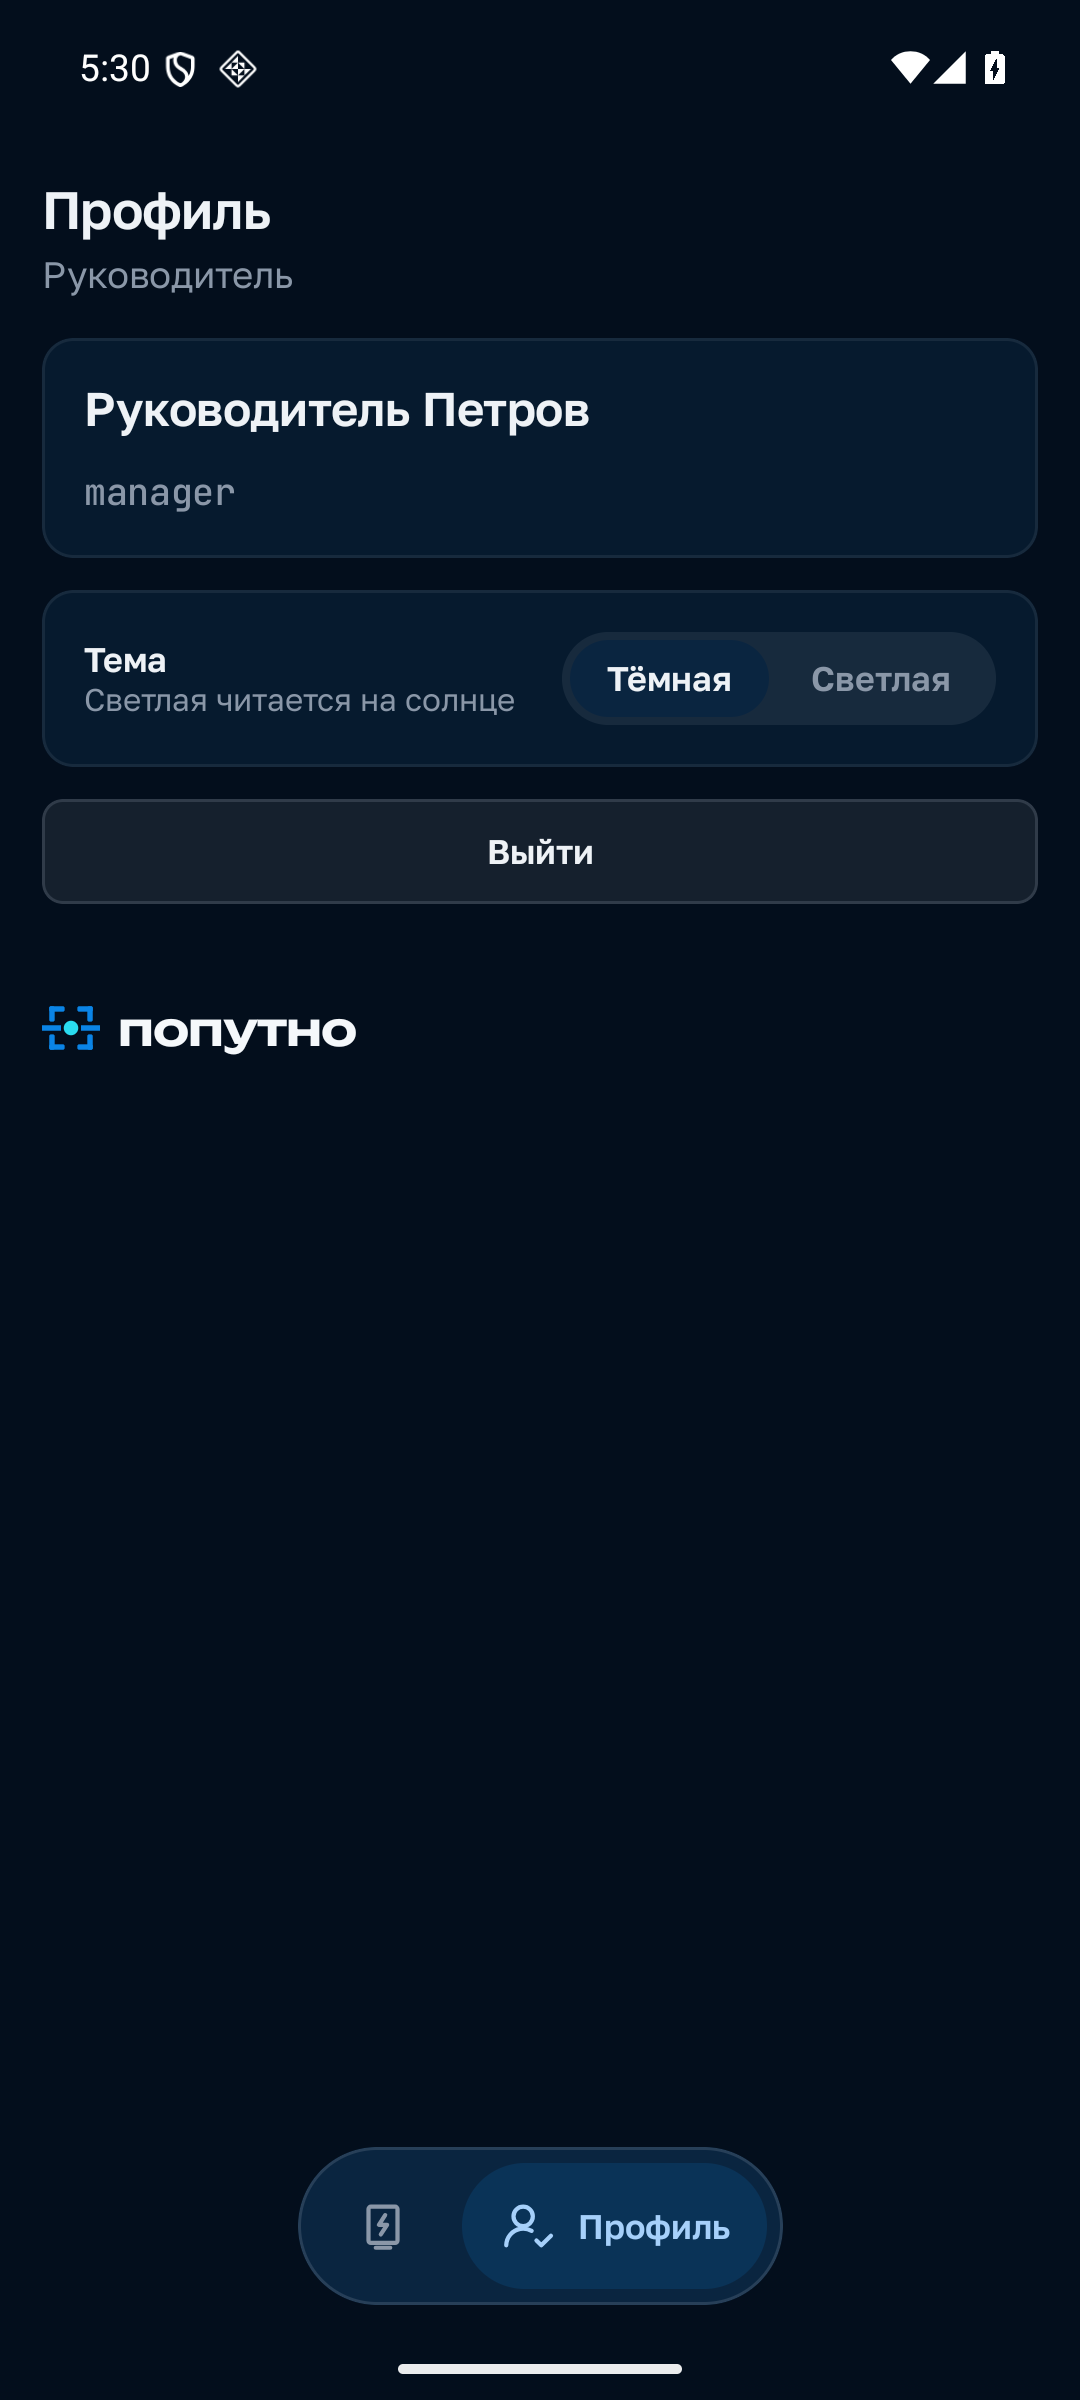 5:30
Профиль
Руководитель
Руководитель Петров
manager
Тема
Светлая читается на солнце
Тёмная
Светлая
Выйти
попутно
Профиль